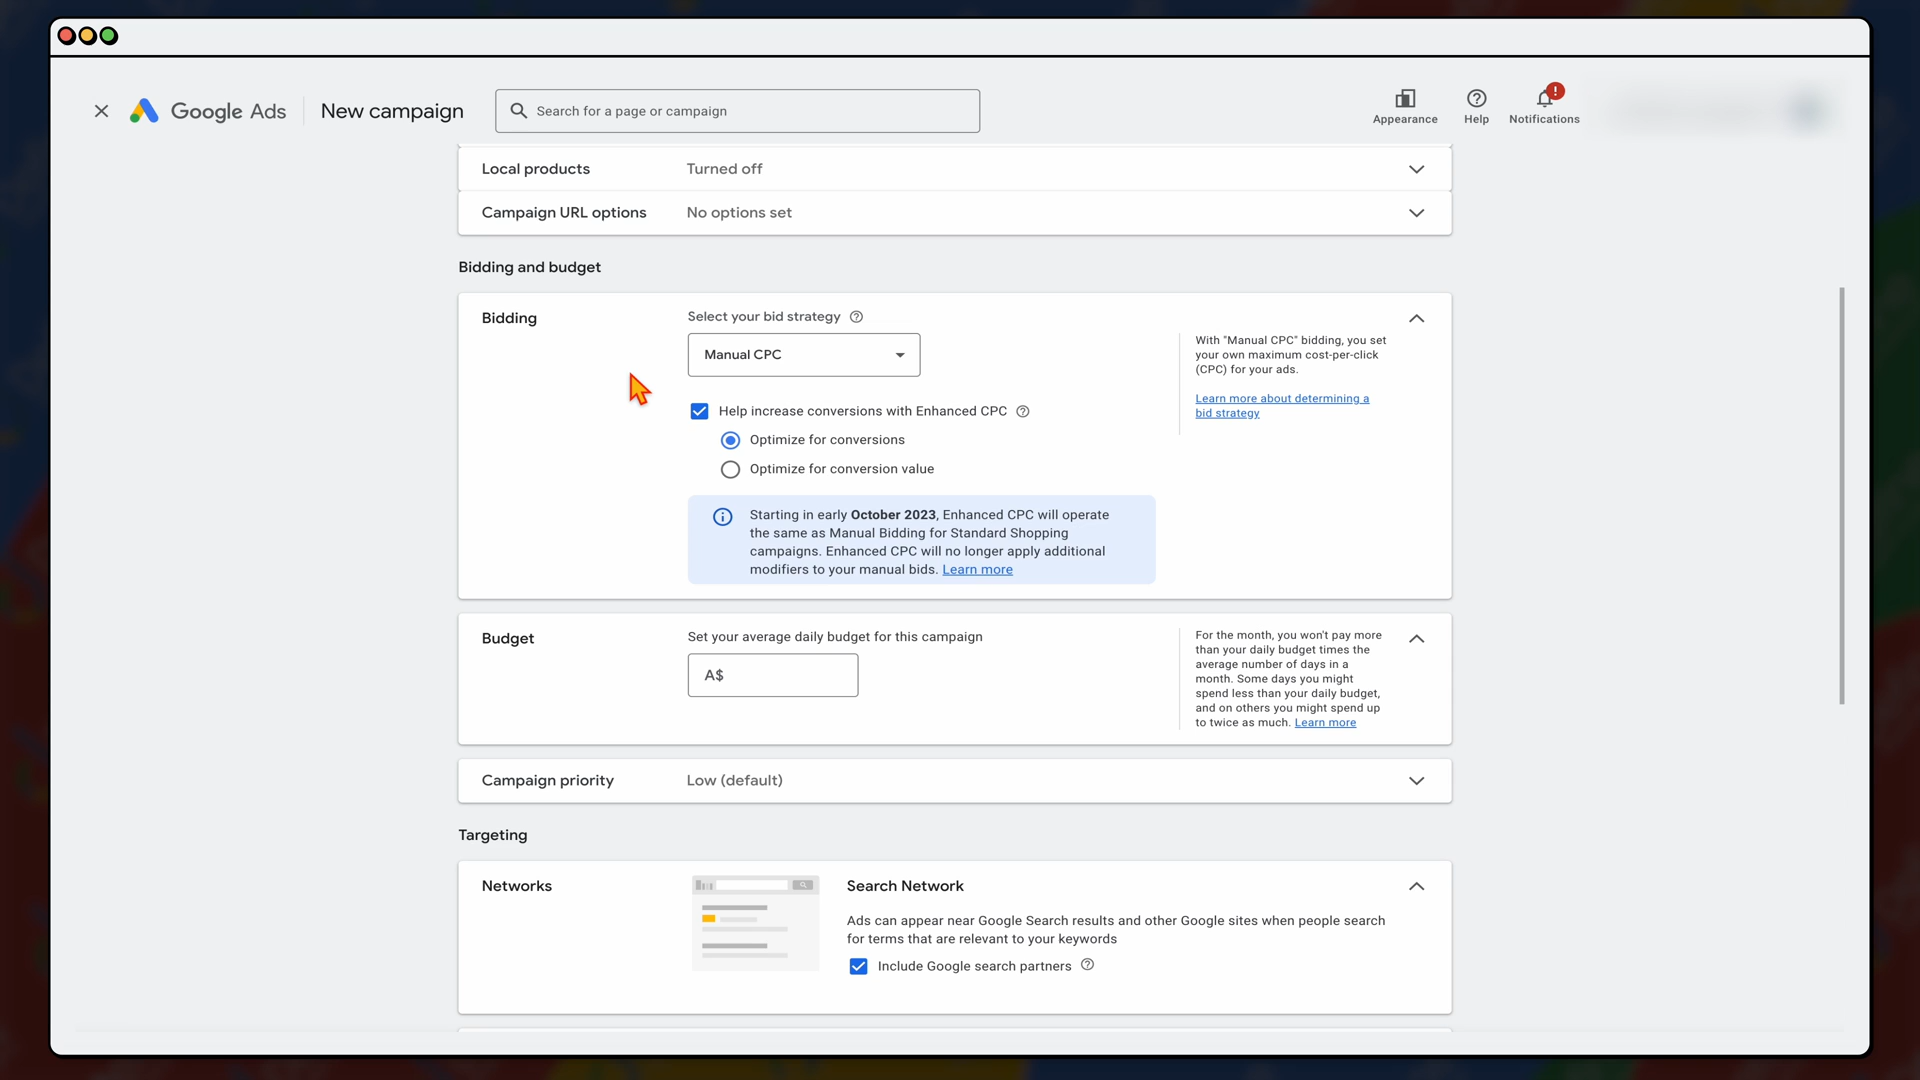 Google Ads
New campaign
Search for a page or campaign
Appearance
Help
!
Notifications
Local products
Turned off
Campaign URL options
No options set
Bidding and budget
Bidding
Select your bid strategy
Manual CPC
With "Manual CPC" bidding, you set
your own maximum cost-per-click
(CPC) for your ads.
Learn more about determining a
bid strategy
Help increase conversions with Enhanced CPC
Optimize for conversions
Optimize for conversion value
Starting in early October 2023, Enhanced CPC will operate
the same as Manual Bidding for Standard Shopping
campaigns. Enhanced CPC will no longer apply additional
modifiers to your manual bids. Learn more
Budget
Set your average daily budget for this campaign
A$
For the month, you won't pay more
than your daily budget times the
average number of days in a
month. Some days you might
spend less than your daily budget,
and on others you might spend up
to twice as much. Learn more
Campaign priority
Low (default)
Targeting
Networks
Search Network
Ads can appear near Google Search results and other Google sites when people search
for terms that are relevant to your keywords
Include Google search partners